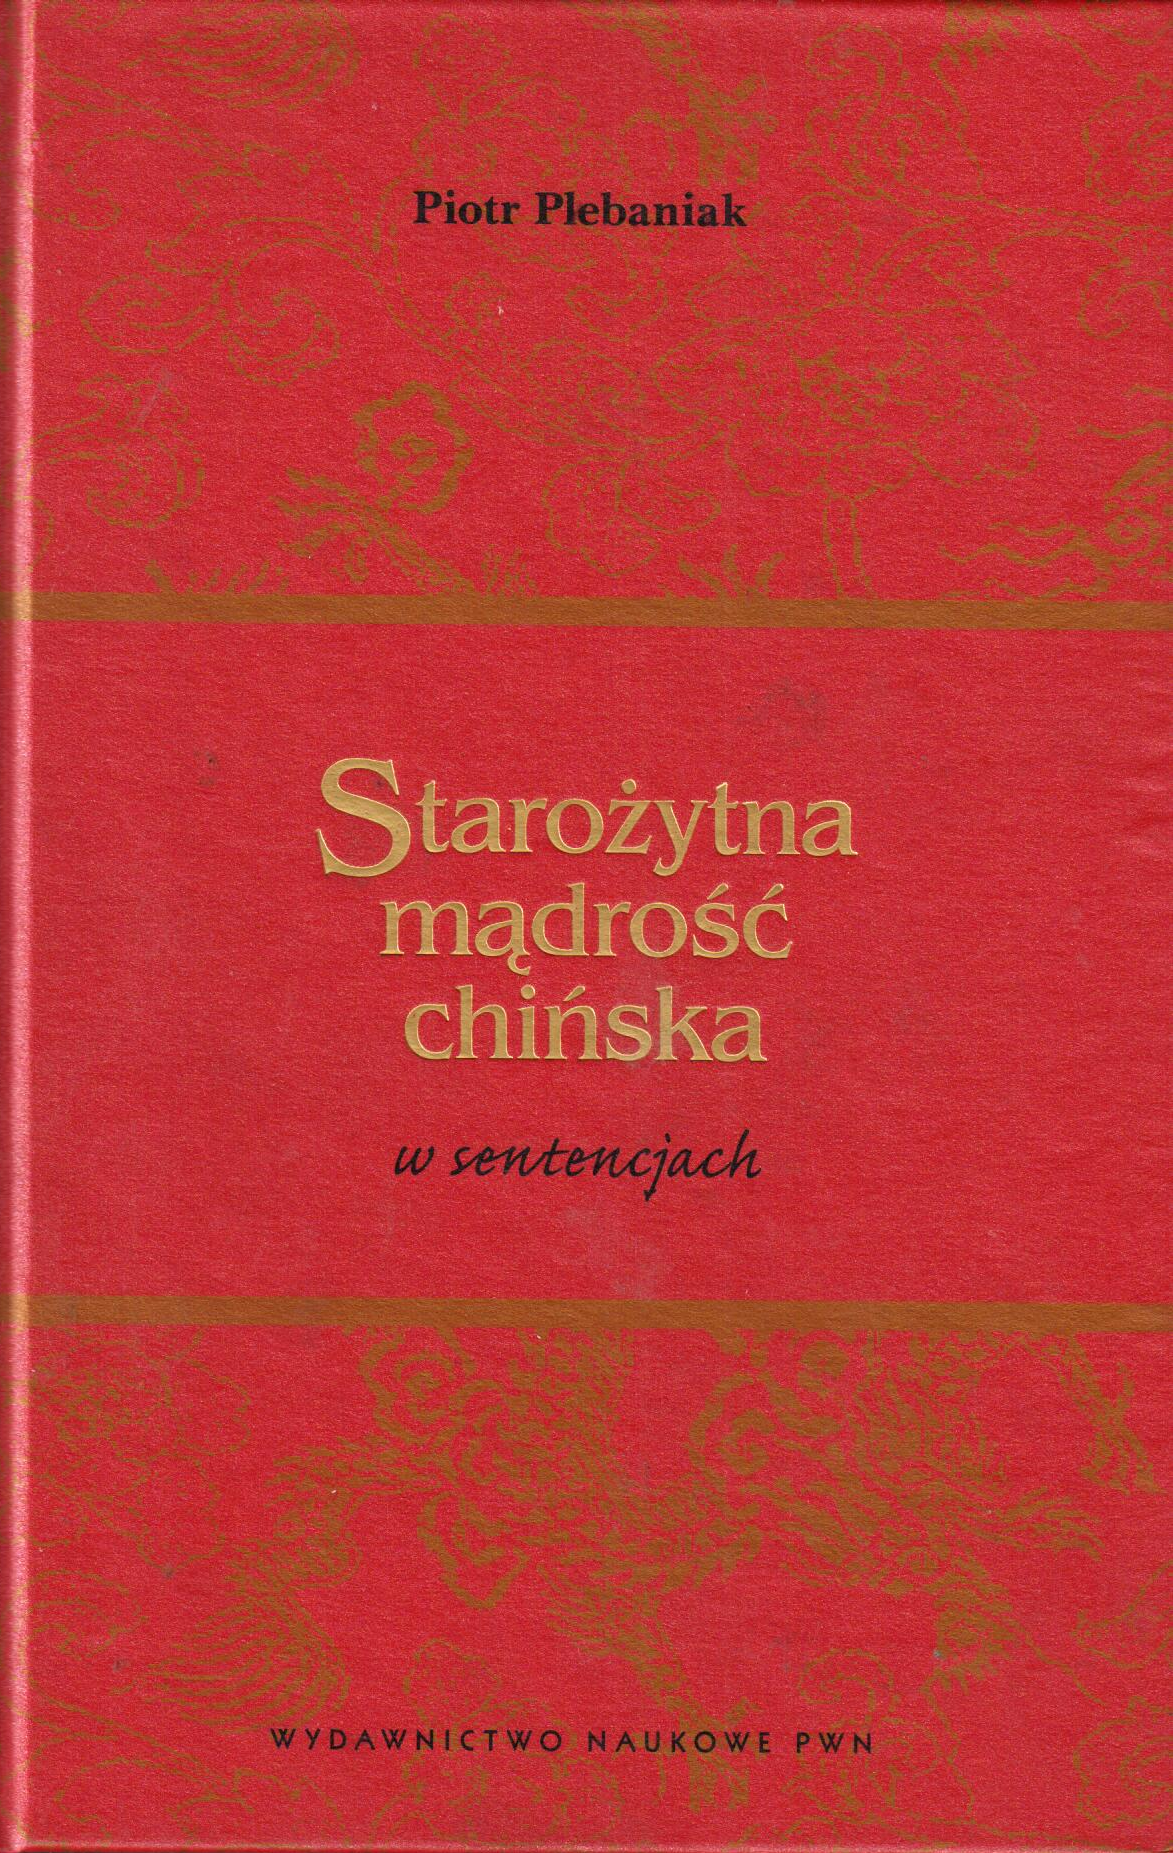 Piotr Plebaniak
Starożytna
mądrość
chińska
w sentencjach
WYDAWNICTWO NAUKOWE PWN